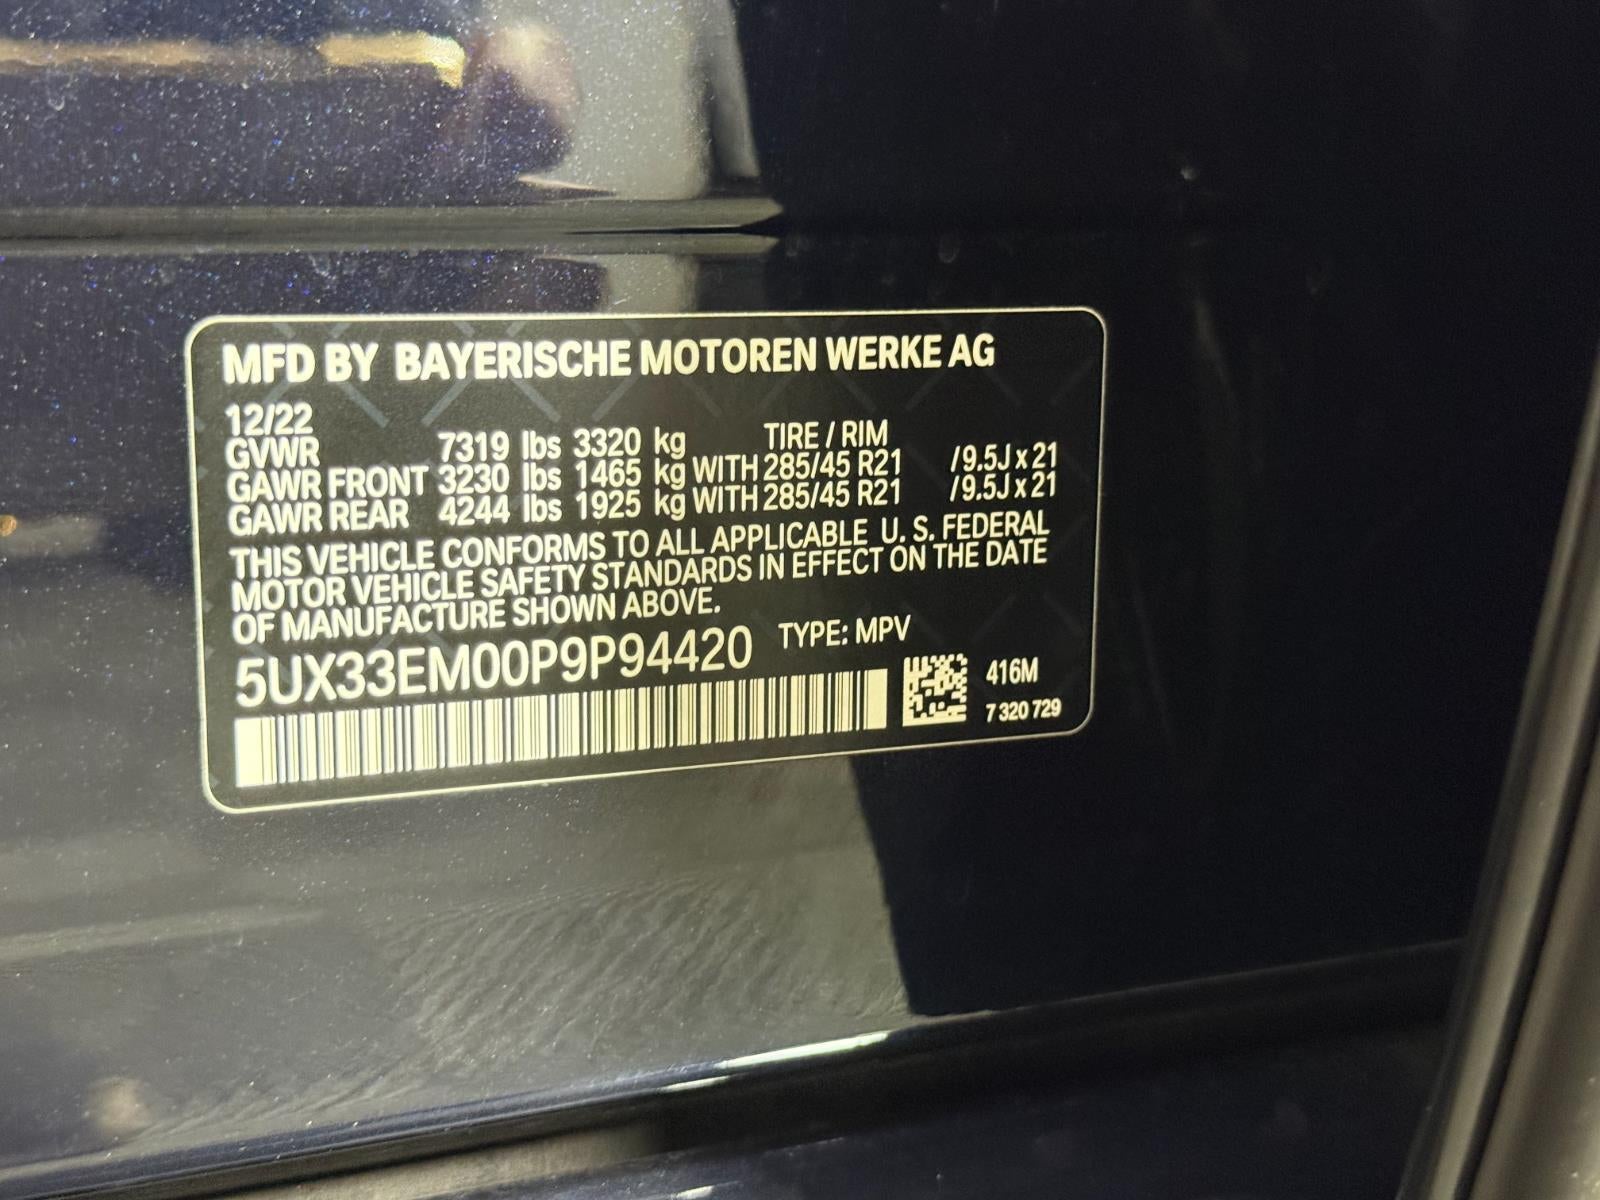 MFD BY BAYERISCHE MOTOREN WERKE AG
12/22
GVWR 7319 lbs 3320 kg TIRE / RIM
GAWR FRONT 3230 lbs 1465 kg WITH 285/45 R21 /9.5J x 21
GAWR REAR 4244 lbs 1925 kg WITH 285/45 R21 /9.5J x 21
THIS VEHICLE CONFORMS TO ALL APPLICABLE U. S. FEDERAL
MOTOR VEHICLE SAFETY STANDARDS IN EFFECT ON THE DATE
OF MANUFACTURE SHOWN ABOVE.
5UX33EM00P9P94420 TYPE: MPV
416M
7 320 729